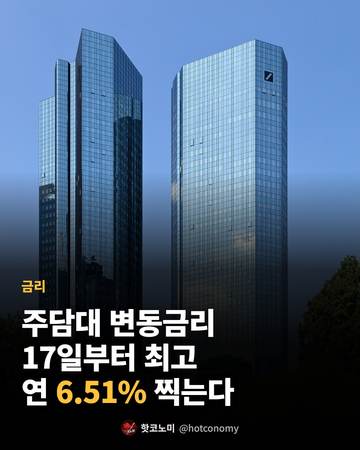 금리
주담대 변동금리
17일부터 최고
연 6.51% 찍는다
핫코노미 @hotconomy